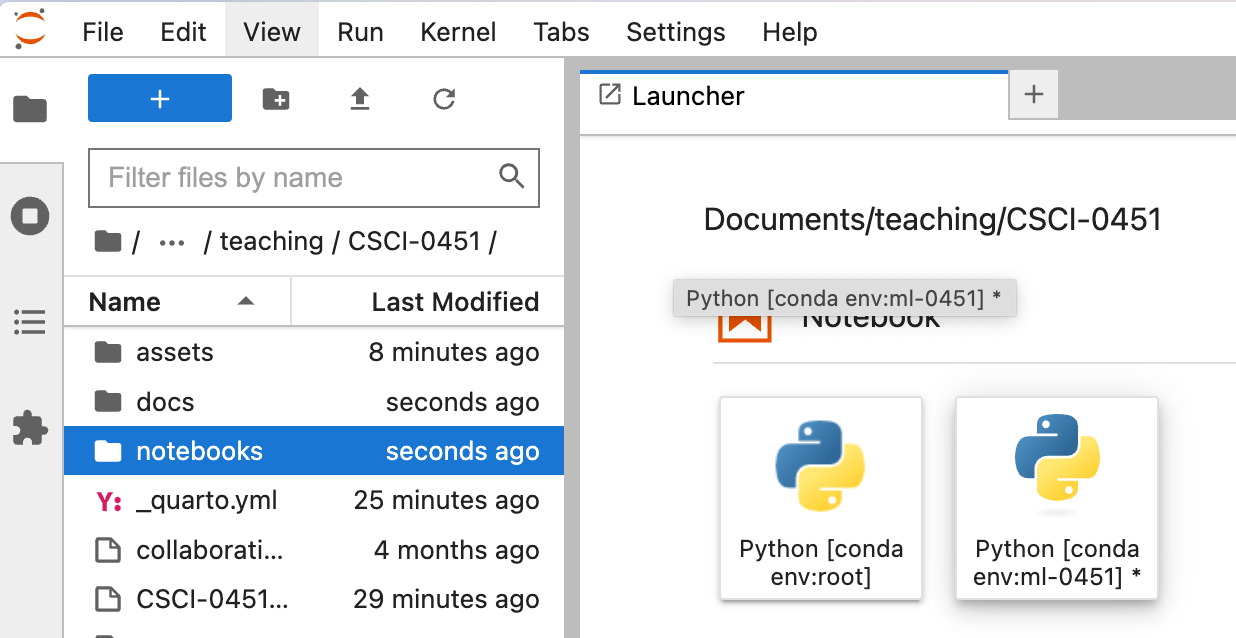 File Edit View Run Kernel Tabs Settings Help
+
Launcher
+
Filter files by name
/ ... / teaching / CSCI-0451 /
Documents/teaching/CSCI-0451
Python [conda env:ml-0451] *
Notebook
Name Last Modified
assets 8 minutes ago
docs seconds ago
notebooks seconds ago
Y: _quarto.yml 25 minutes ago
collaborati... 4 months ago
CSCI-0451... 29 minutes ago
Python [conda
env:root]
Python [conda
env:ml-0451] *